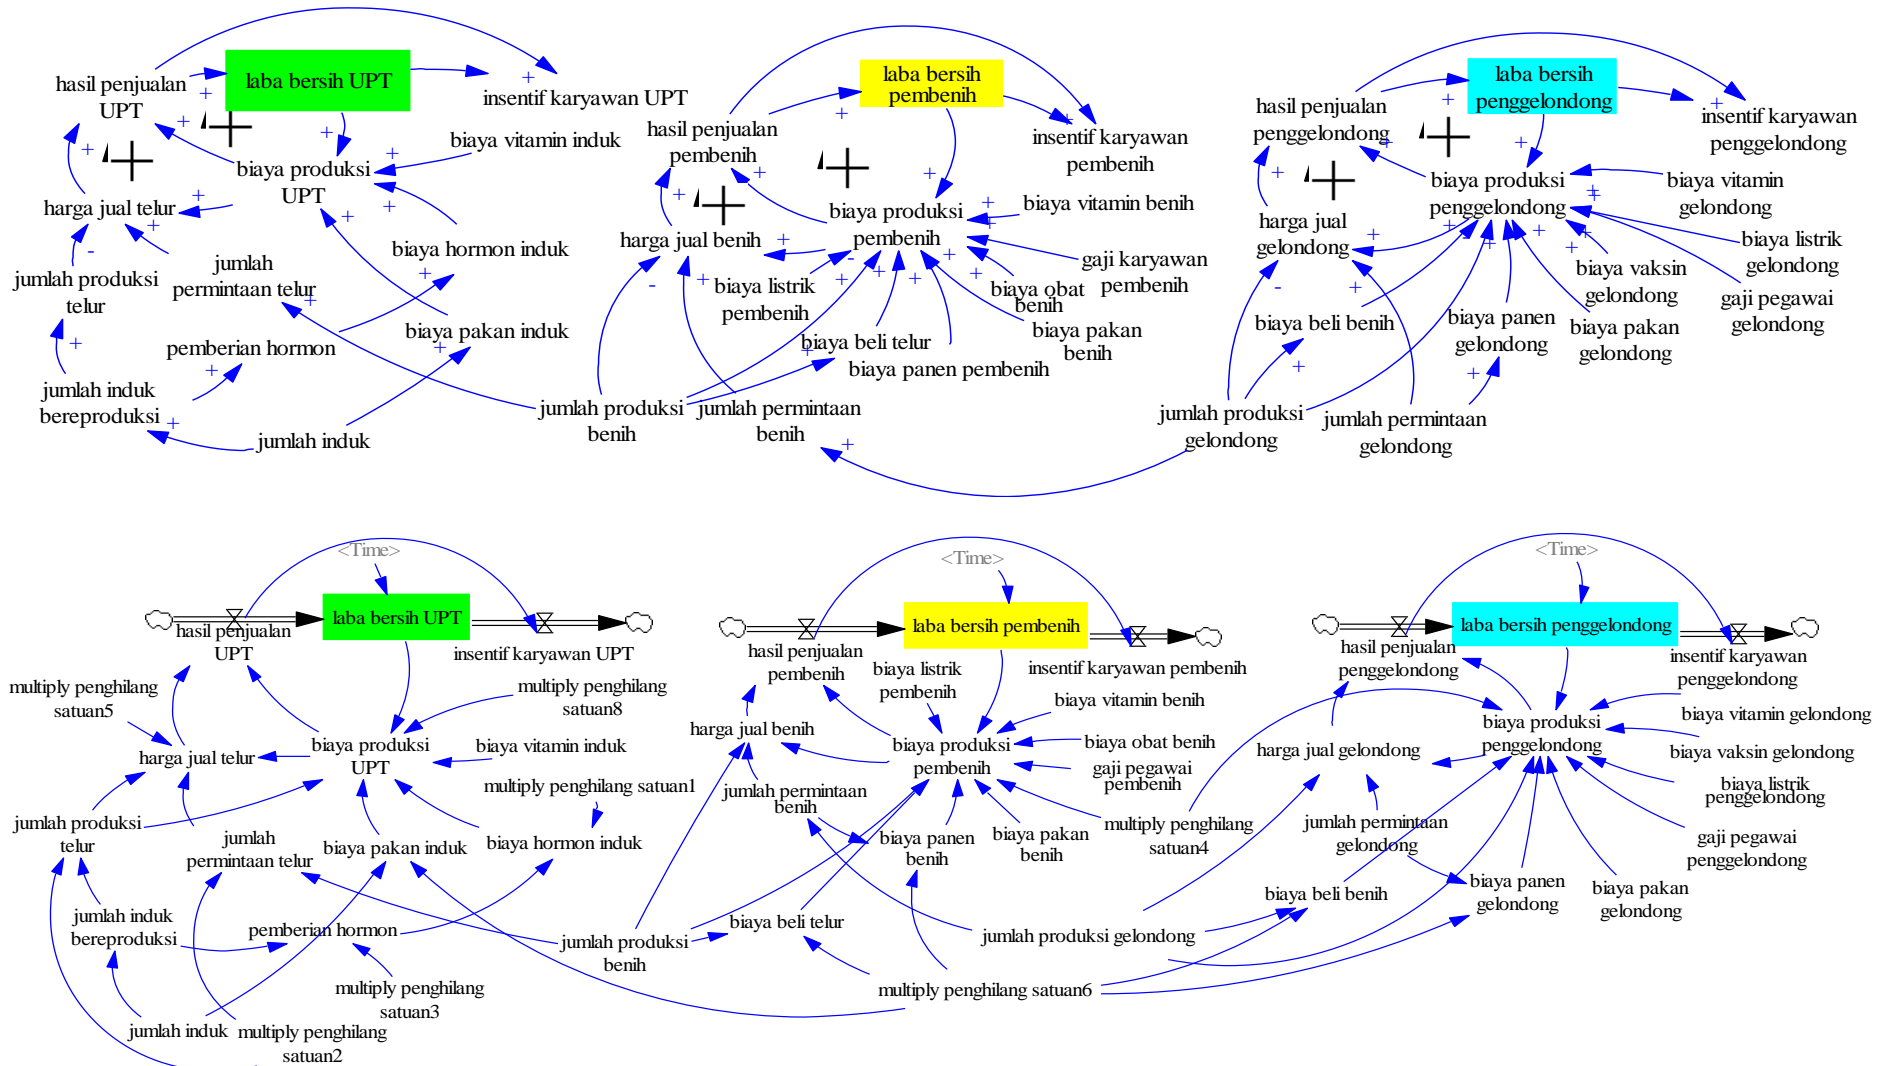 hasil penjualan
UPT
laba bersih UPT
insentif karyawan UPT
biaya vitamin induk
biaya produksi
UPT
harga jual telur
biaya hormon induk
jumlah produksi
telur
jumlah
permintaan telur
biaya pakan induk
pemberian hormon
jumlah induk
bereproduksi
jumlah induk
hasil penjualan
pembenih
laba bersih
pembenih
insentif karyawan
pembenih
biaya produksi
pembenih
biaya vitamin benih
harga jual benih
gaji karyawan
pembenih
biaya listrik
pembenih
biaya obat
benih
biaya beli telur
biaya pakan
benih
biaya panen pembenih
jumlah produksi
benih
jumlah permintaan
benih
hasil penjualan
penggelondong
laba bersih
penggelondong
insentif karyawan
penggelondong
biaya produksi
penggelondong
biaya vitamin
gelondong
harga jual
gelondong
biaya listrik
gelondong
biaya vaksin
gelondong
gaji pegawai
gelondong
biaya beli benih
biaya panen
gelondong
biaya pakan
gelondong
jumlah produksi
gelondong
jumlah permintaan
gelondong
<Time>
hasil penjualan
UPT
laba bersih UPT
insentif karyawan UPT
multiply penghilang
satuan5
multiply penghilang
satuan8
harga jual telur
biaya produksi
UPT
biaya vitamin induk
multiply penghilang satuan1
jumlah produksi
telur
jumlah
permintaan telur
biaya pakan induk
biaya hormon induk
jumlah induk
bereproduksi
pemberian hormon
multiply penghilang
satuan3
jumlah induk
multiply penghilang
satuan2
<Time>
hasil penjualan
pembenih
laba bersih pembenih
insentif karyawan pembenih
biaya listrik
pembenih
biaya vitamin benih
harga jual benih
biaya produksi
pembenih
biaya obat benih
gaji pegawai
pembenih
jumlah permintaan
benih
biaya panen
benih
biaya pakan
benih
multiply penghilang
satuan4
biaya beli telur
jumlah produksi
benih
jumlah produksi gelondong
multiply penghilang satuan6
<Time>
hasil penjualan
penggelondong
laba bersih penggelondong
insentif karyawan
penggelondong
biaya produksi
penggelondong
biaya vitamin gelondong
harga jual gelondong
biaya vaksin gelondong
biaya listrik
penggelondong
jumlah permintaan
gelondong
gaji pegawai
penggelondong
biaya beli benih
biaya panen
gelondong
biaya pakan
gelondong